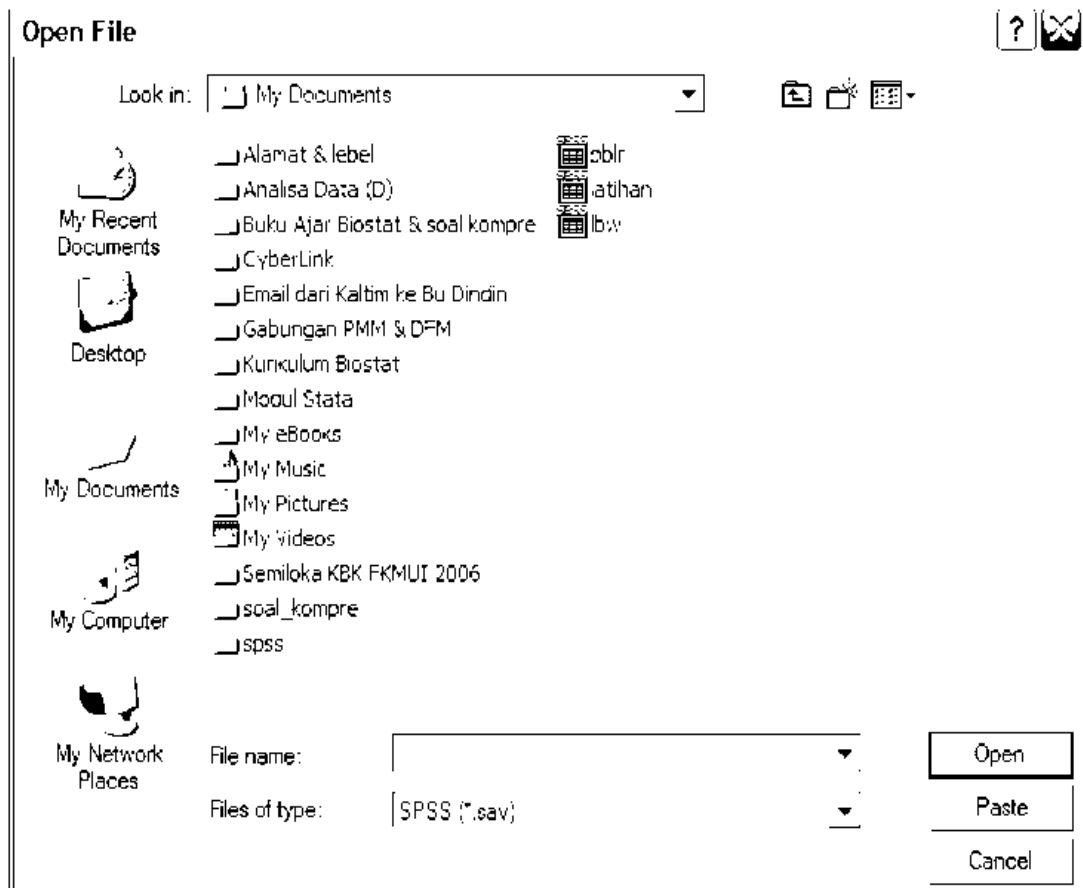 Open File
Look in: My Documents
My Recent
Documents
Desktop
My Documents
My Computer
My Network
Places
Alamat & lebel
Analisa Data (D)
Buku Ajar Biostat & soal kompre
CyberLink
Email dari Kaltim ke Bu Dindin
Gabungan PMM &
Kurikulum Biostat
Modul Stata
My eBooks
My Music
My Pictures
My Videos
Semiloka KBK FKMUI 2006
soal_kompre
spss
latihan
lbw
File name:
Files of type: SPSS (*.sav)
Open
Paste
Cancel